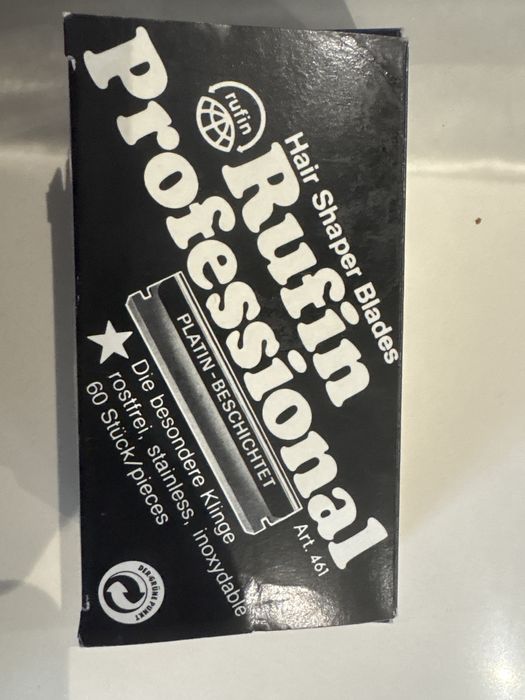 rufin
Hair Shaper Blades
Rufin
Professional
Art. 461
PLATIN-BESCHICHTET
Die besondere Klinge
rostfrei, stainless, inoxydable
60 Stück/pieces
DER GRÜNE PUNKT